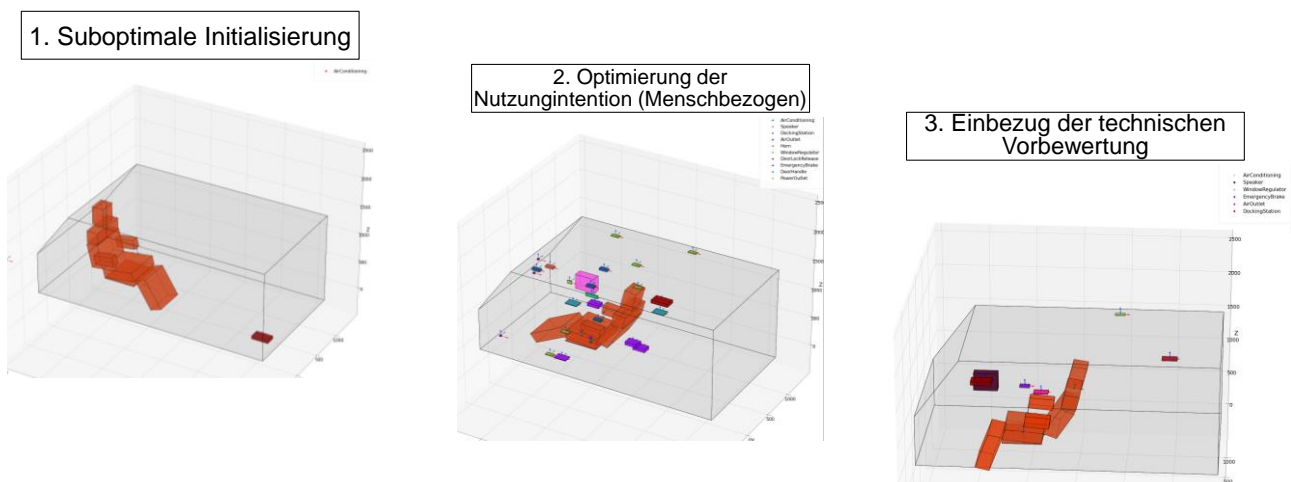 1. Suboptimale Initialisierung
AirConditioning
2. Optimierung der
Nutzungintention (Menschbezogen)
AirConditioning
Speaker
DockingStation
AirOutlet
Horn
WindowRegulator
DoorLockRelease
EmergencyBrake
DoorHandle
PowerOutlet
3. Einbezug der technischen
Vorbewertung
AirConditioning
Speaker
WindowRegulator
EmergencyBrake
AirOutlet
DockingStation
2500
2000
1500
Z
1000
500
0
1000
500